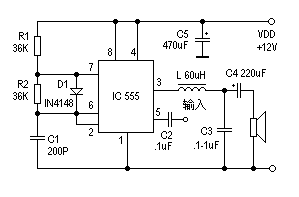 R1
36K
R2
36K
C1
200P
D1
IN4148
7
8
4
6
2
1
3
5
IC 555
C5
470uF
VDD
+12V
L 60uH
C4 220uF
输入
C2
.1uF
C3
.1-1uF
+
+